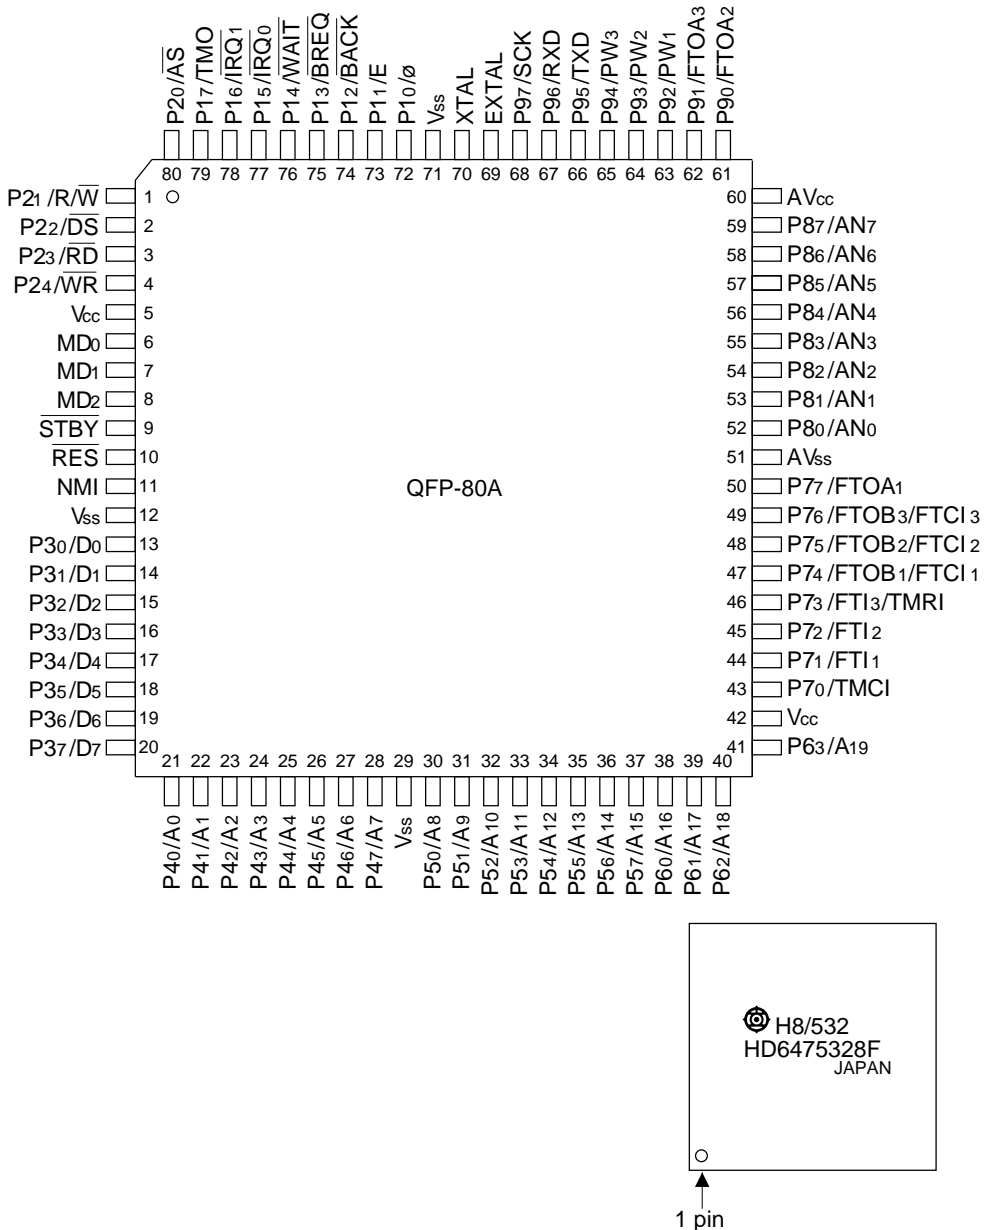 P20/A̅S̅
P17/TMO
P16/I̅R̅Q̅1̅
P15/I̅R̅Q̅0̅
P14/W̅A̅I̅T̅
P13/B̅R̅E̅Q̅
P12/B̅A̅C̅K̅
P11/E
P10/ø
Vss
XTAL
EXTAL
P97/SCK
P96/RXD
P95/TXD
P94/PW3
P93/PW2
P92/PW1
P91/FTOA3
P90/FTOA2
80 79 78 77 76 75 74 73 72 71 70 69 68 67 66 65 64 63 62 61
P21/R/W̅ 1
P22/D̅S̅ 2
P23/R̅D̅ 3
P24/W̅R̅ 4
Vcc 5
MD0 6
MD1 7
MD2 8
S̅T̅B̅Y̅ 9
R̅E̅S̅ 10
NMI 11
Vss 12
P30/D0 13
P31/D1 14
P32/D2 15
P33/D3 16
P34/D4 17
P35/D5 18
P36/D6 19
P37/D7 20
QFP-80A
60 AVcc
59 P87/AN7
58 P86/AN6
57 P85/AN5
56 P84/AN4
55 P83/AN3
54 P82/AN2
53 P81/AN1
52 P80/AN0
51 AVss
50 P77/FTOA1
49 P76/FTOB3/FTCI3
48 P75/FTOB2/FTCI2
47 P74/FTOB1/FTCI1
46 P73/FTI3/TMRI
45 P72/FTI2
44 P71/FTI1
43 P70/TMCI
42 Vcc
41 P63/A19
21 22 23 24 25 26 27 28 29 30 31 32 33 34 35 36 37 38 39 40
P40/A0
P41/A1
P42/A2
P43/A3
P44/A4
P45/A5
P46/A6
P47/A7
Vss
P50/A8
P51/A9
P52/A10
P53/A11
P54/A12
P55/A13
P56/A14
P57/A15
P60/A16
P61/A17
P62/A18
H8/532
HD6475328F
JAPAN
1 pin